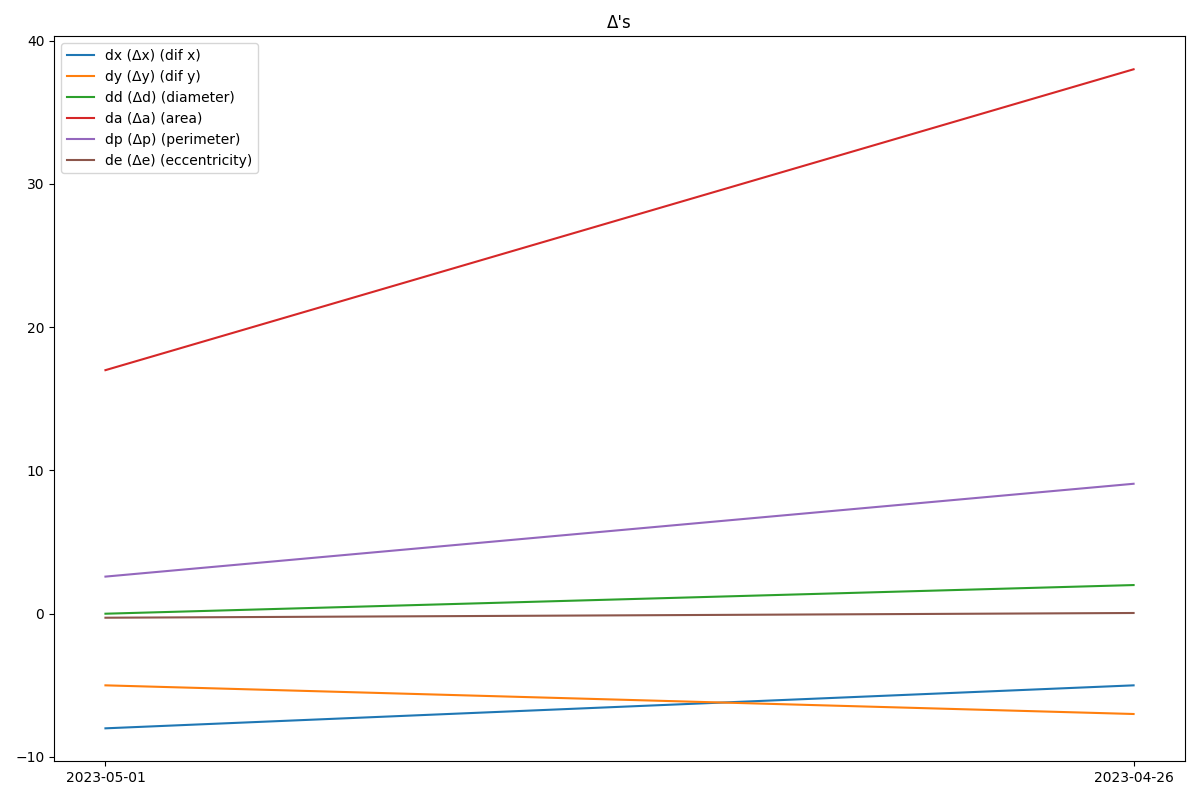 Δ's
40
30
20
10
0
−10
dx (Δx) (dif x)
dy (Δy) (dif y)
dd (Δd) (diameter)
da (Δa) (area)
dp (Δp) (perimeter)
de (Δe) (eccentricity)
2023-05-01
2023-04-26